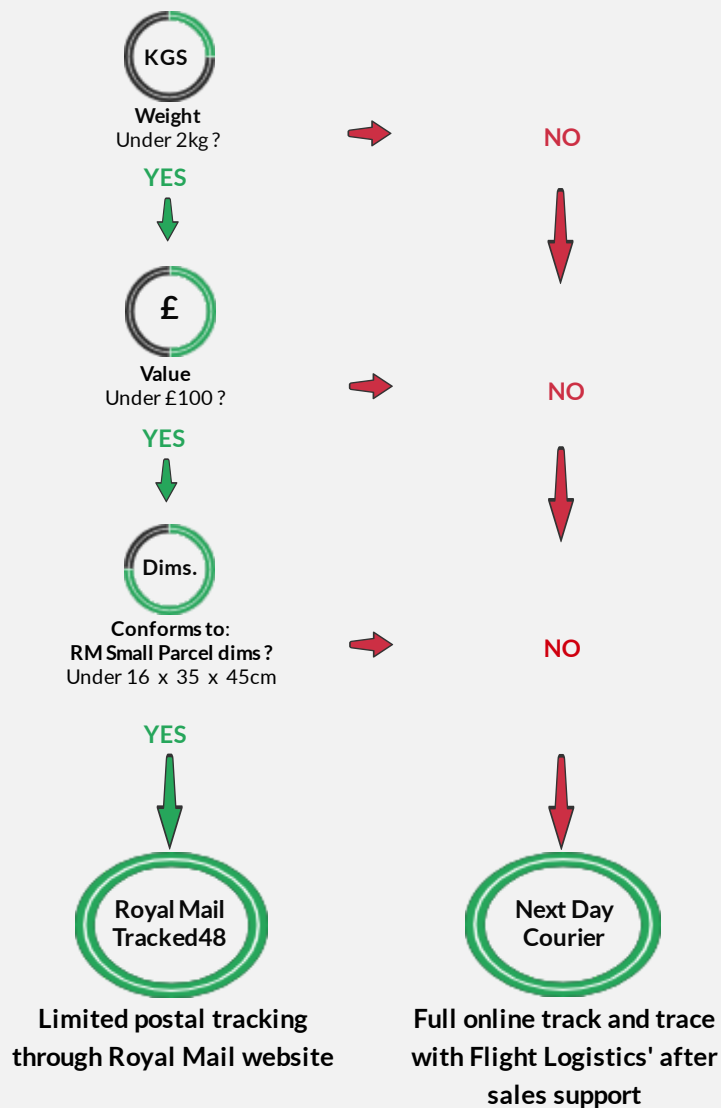 KGS
Weight
Under 2kg ?
NO
YES
£
Value
Under £100 ?
NO
YES
Dims.
Conforms to:
RM Small Parcel dims ?
Under 16 x 35 x 45cm
NO
YES
Royal Mail
Tracked48
Next Day
Courier
Limited postal tracking
through Royal Mail website
Full online track and trace
with Flight Logistics' after
sales support